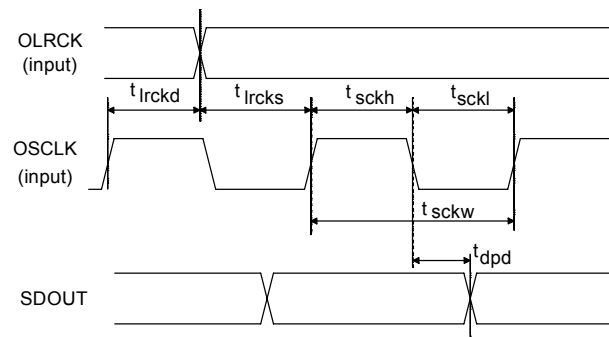 OLRCK
(input)
t lrckd
t lrcks
t sckh
t sckl
OSCLK
(input)
t sckw
t dpd
SDOUT